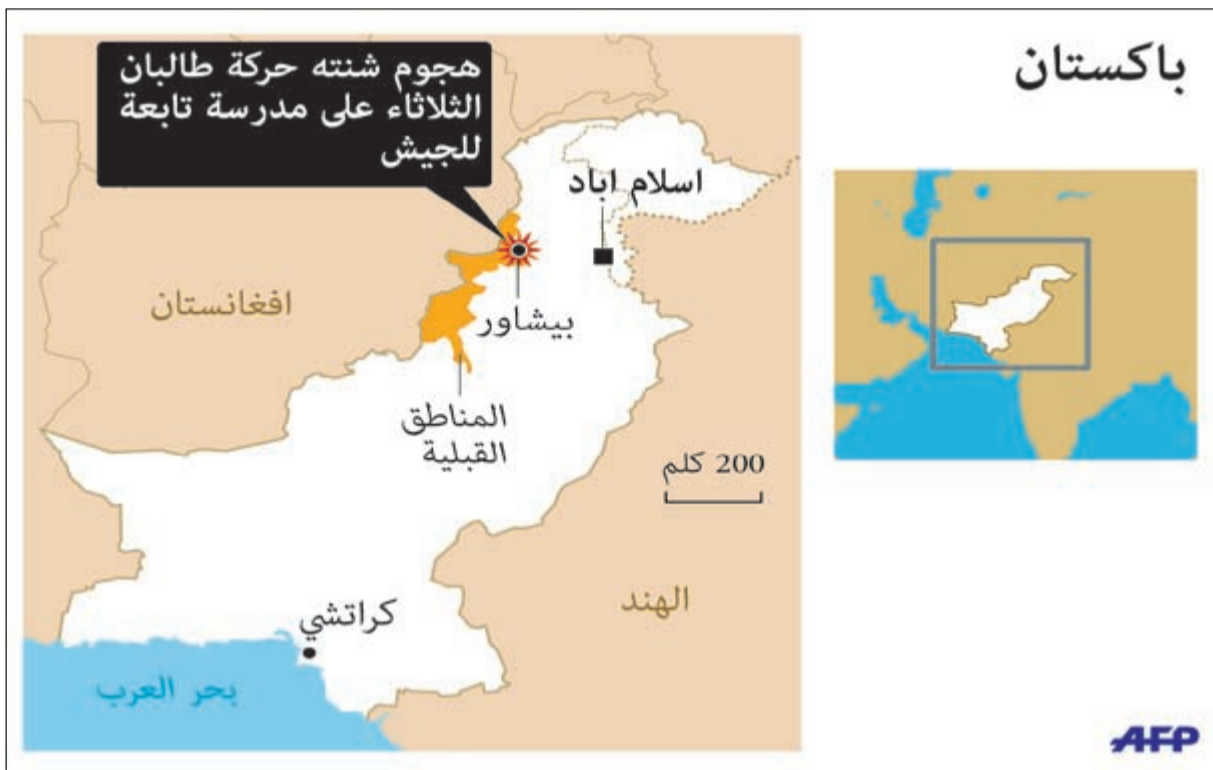 باكستان
هجوم شنته حركة طالبان
الثلاثاء على مدرسة تابعة
للجيش
اسلام اباد
افغانستان
بيشاور
المناطق
القبلية
200 كلم
الهند
كراتشي
بحر العرب
AFP